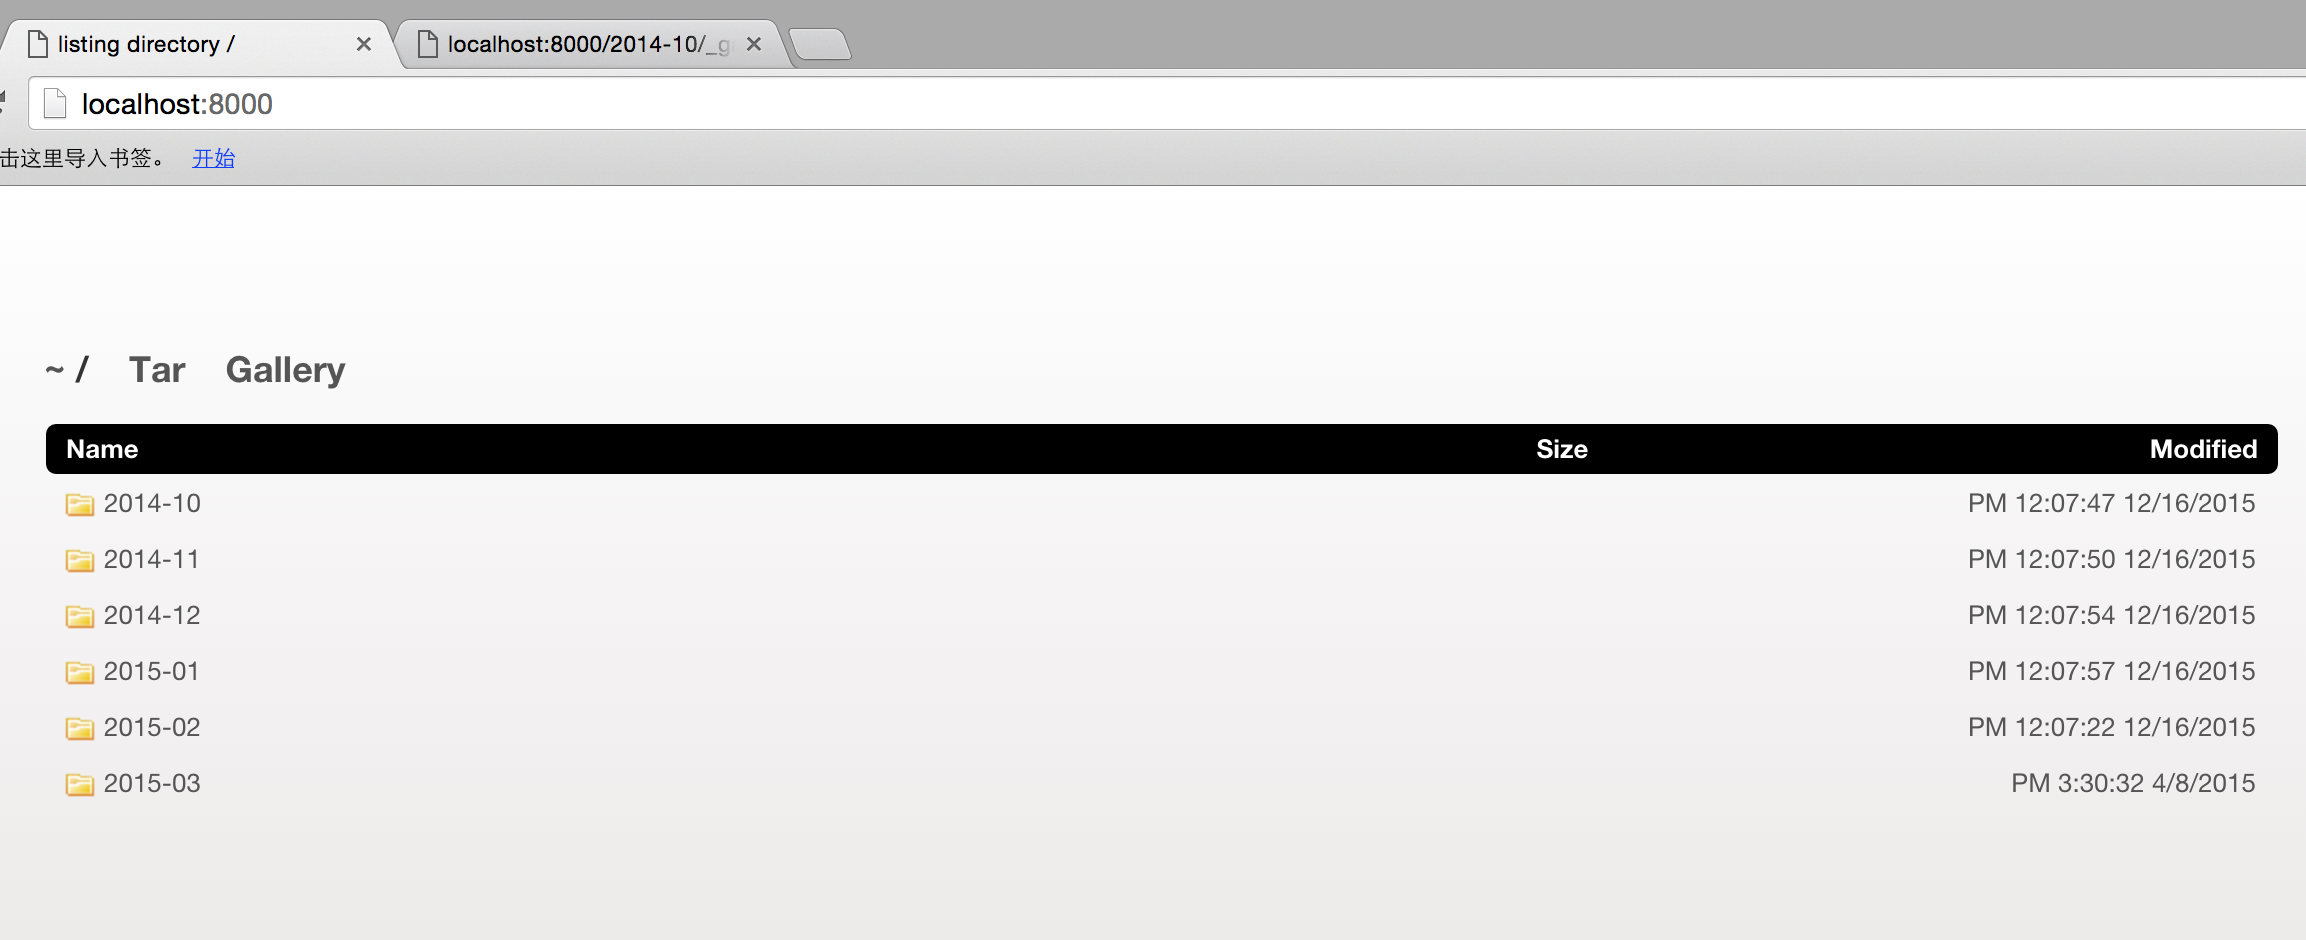 listing directory /
localhost:8000/2014-10/_g
localhost:8000
击这里导入书签。 开始
~ / Tar Gallery
Name Size Modified
2014-10 PM 12:07:47 12/16/2015
2014-11 PM 12:07:50 12/16/2015
2014-12 PM 12:07:54 12/16/2015
2015-01 PM 12:07:57 12/16/2015
2015-02 PM 12:07:22 12/16/2015
2015-03 PM 3:30:32 4/8/2015